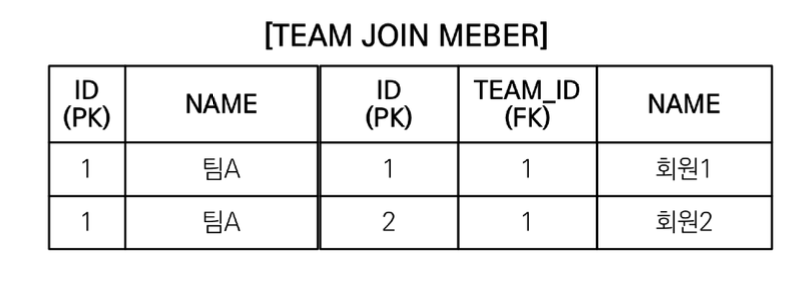 [TEAM JOIN MEBER]
ID (PK) NAME ID (PK) TEAM_ID (FK) NAME
1 팀A 1 1 회원1
1 팀A 2 1 회원2